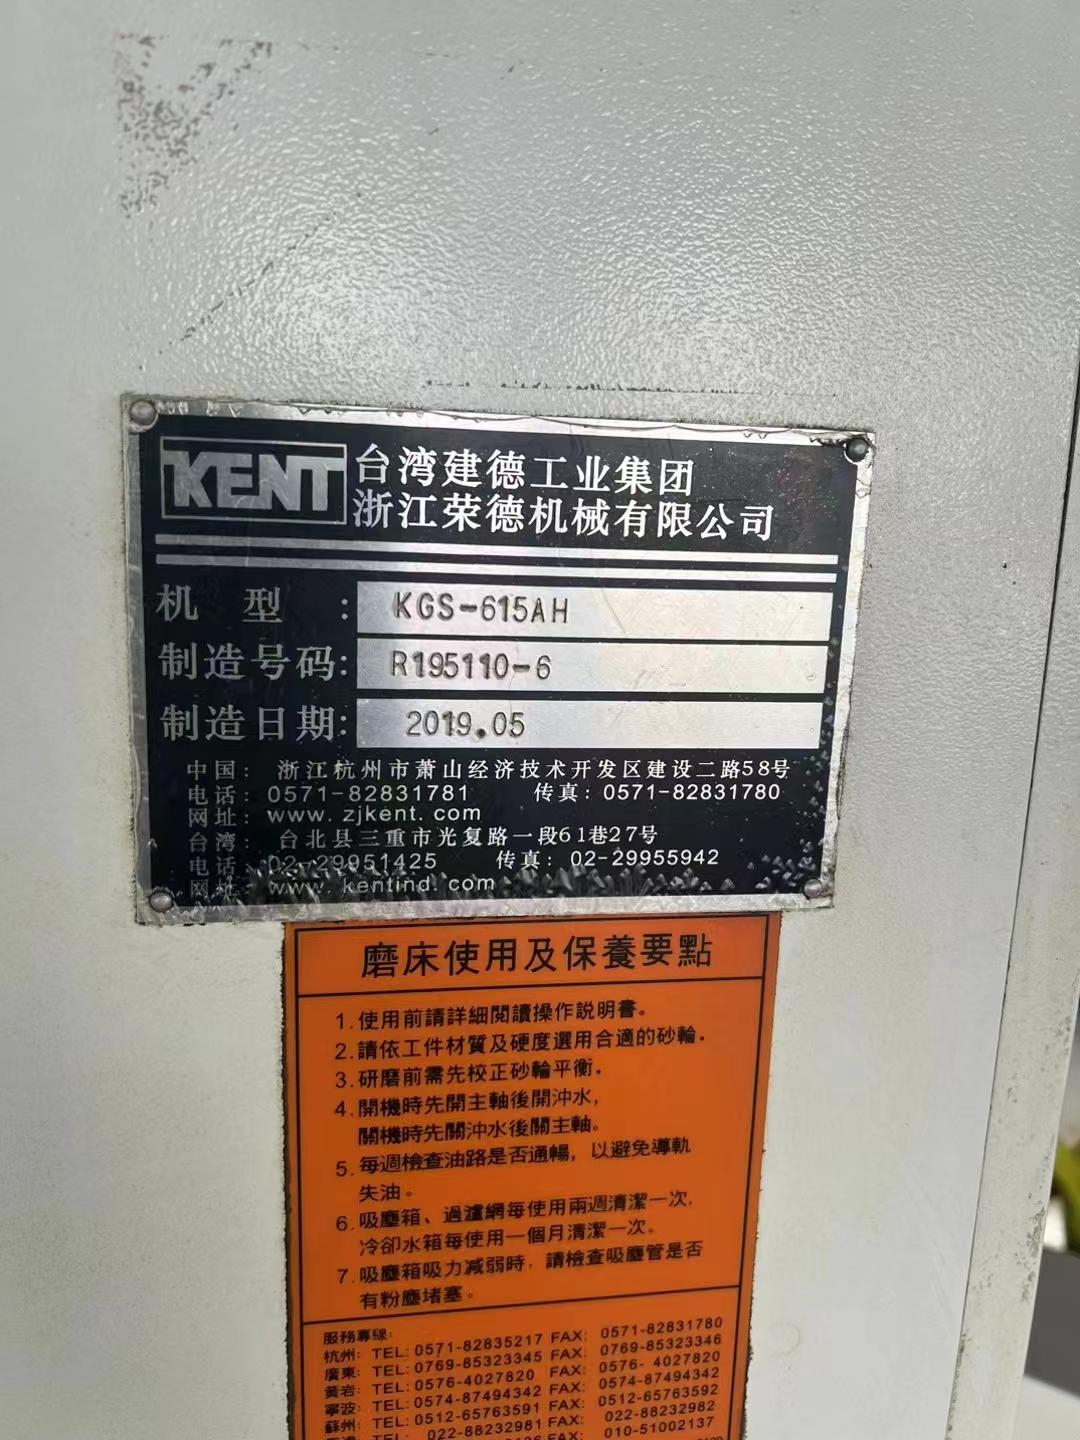 KENT 台湾建德工业集团
浙江荣德机械有限公司
机 型 : KGS-615AH
制造号码: R195110-6
制造日期: 2019.05
中国: 浙江杭州市萧山经济技术开发区建设二路58号
电话: 0571-82831781 传真: 0571-82831780
网址: www.zjkent.com
台湾: 台北县三重市光复路一段61巷27号
电话: 02-29951425 传真: 02-29955942
网址: www.kentind.com
磨床使用及保養要點
1. 使用前請詳細閱讀操作説明書。
2. 請依工件材質及硬度選用合適的砂輪。
3. 研磨前需先校正砂輪平衡。
4. 開機時先開主軸後開沖水,
關機時先關沖水後關主軸。
5. 每週檢查油路是否通暢, 以避免導軌
失油。
6. 吸塵箱、過濾網每使用兩週清潔一次,
冷卻水箱每使用一個月清潔一次。
7. 吸塵箱吸力减弱時, 請檢查吸塵管是否
有粉塵堵塞。
服務專線:
杭州: TEL: 0571-82835217 FAX: 0571-82831780
廣東: TEL: 0769-85323345 FAX: 0769-85323346
黃岩: TEL: 0576-4027820 FAX: 0576-4027820
寧波: TEL: 0574-87494342 FAX: 0574-87494342
蘇州: TEL: 0512-65763591 FAX: 0512-65763592
TEL: 022-88232981 FAX: 022-88232982
FAX: 010-51002137